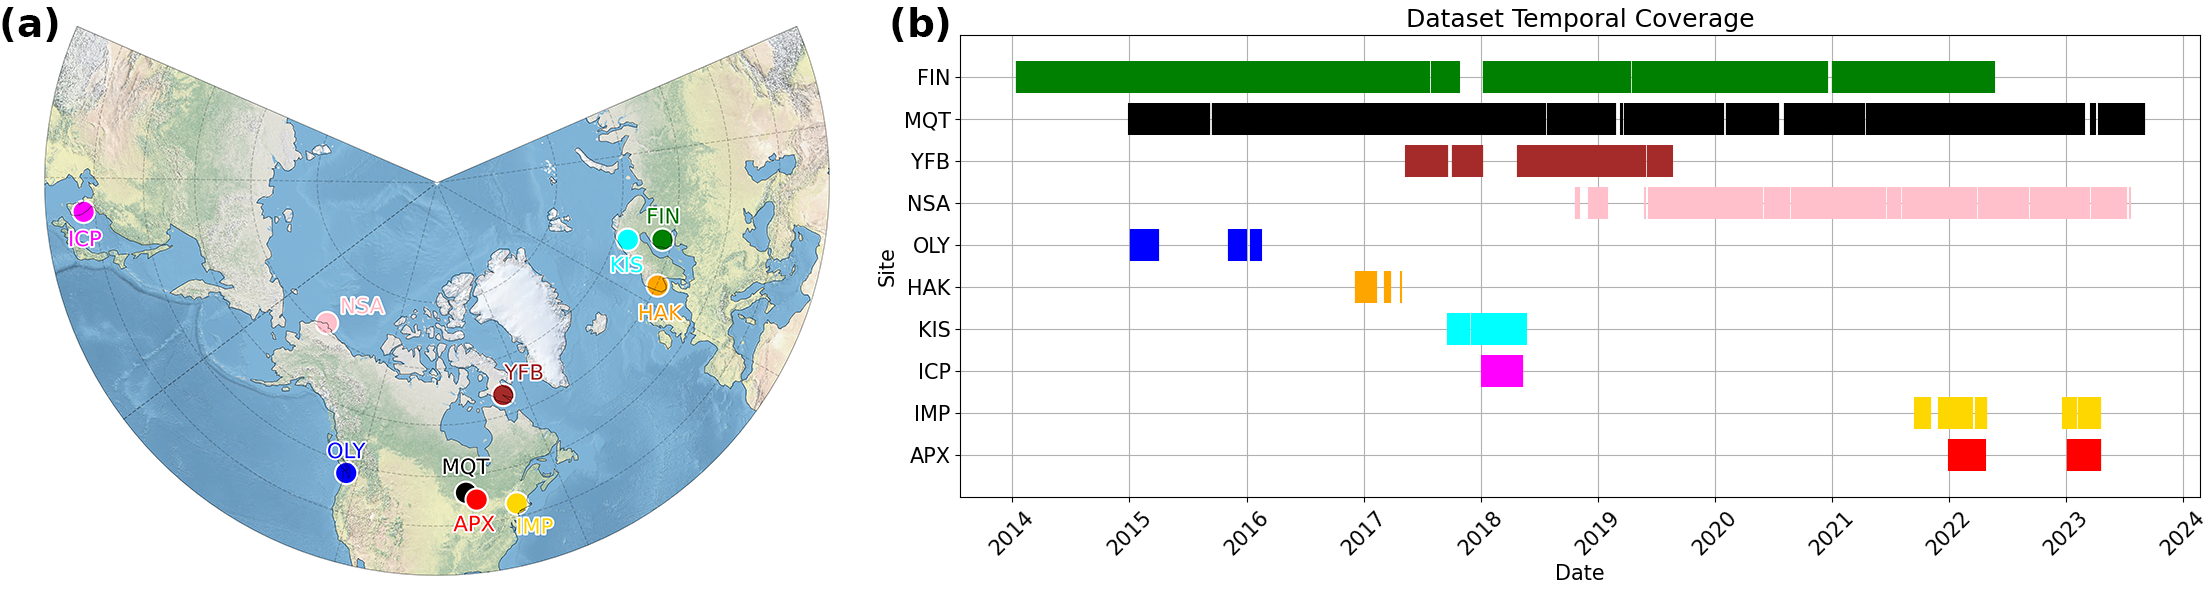 (a)
ICP
NSA
FIN
KIS
HAK
YFB
OLY
MQT
APX
IMP
(b)
Dataset Temporal Coverage
Site
FIN
MQT
YFB
NSA
OLY
HAK
KIS
ICP
IMP
APX
2014 2015 2016 2017 2018 2019 2020 2021 2022 2023 2024
Date